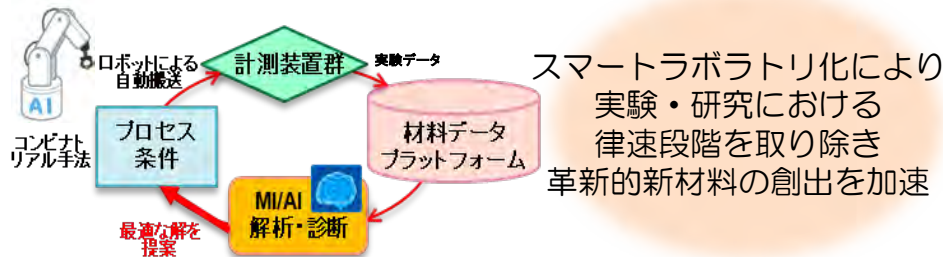 ロボットによる
自動搬送
計測装置群
実験データ
AI
コンビナト
リアル手法
プロセス
条件
材料データ
プラットフォーム
MI/AI
解析・診断
最適な解を
提案
スマートラボラトリ化により
実験・研究における
律速段階を取り除き
革新的新材料の創出を加速